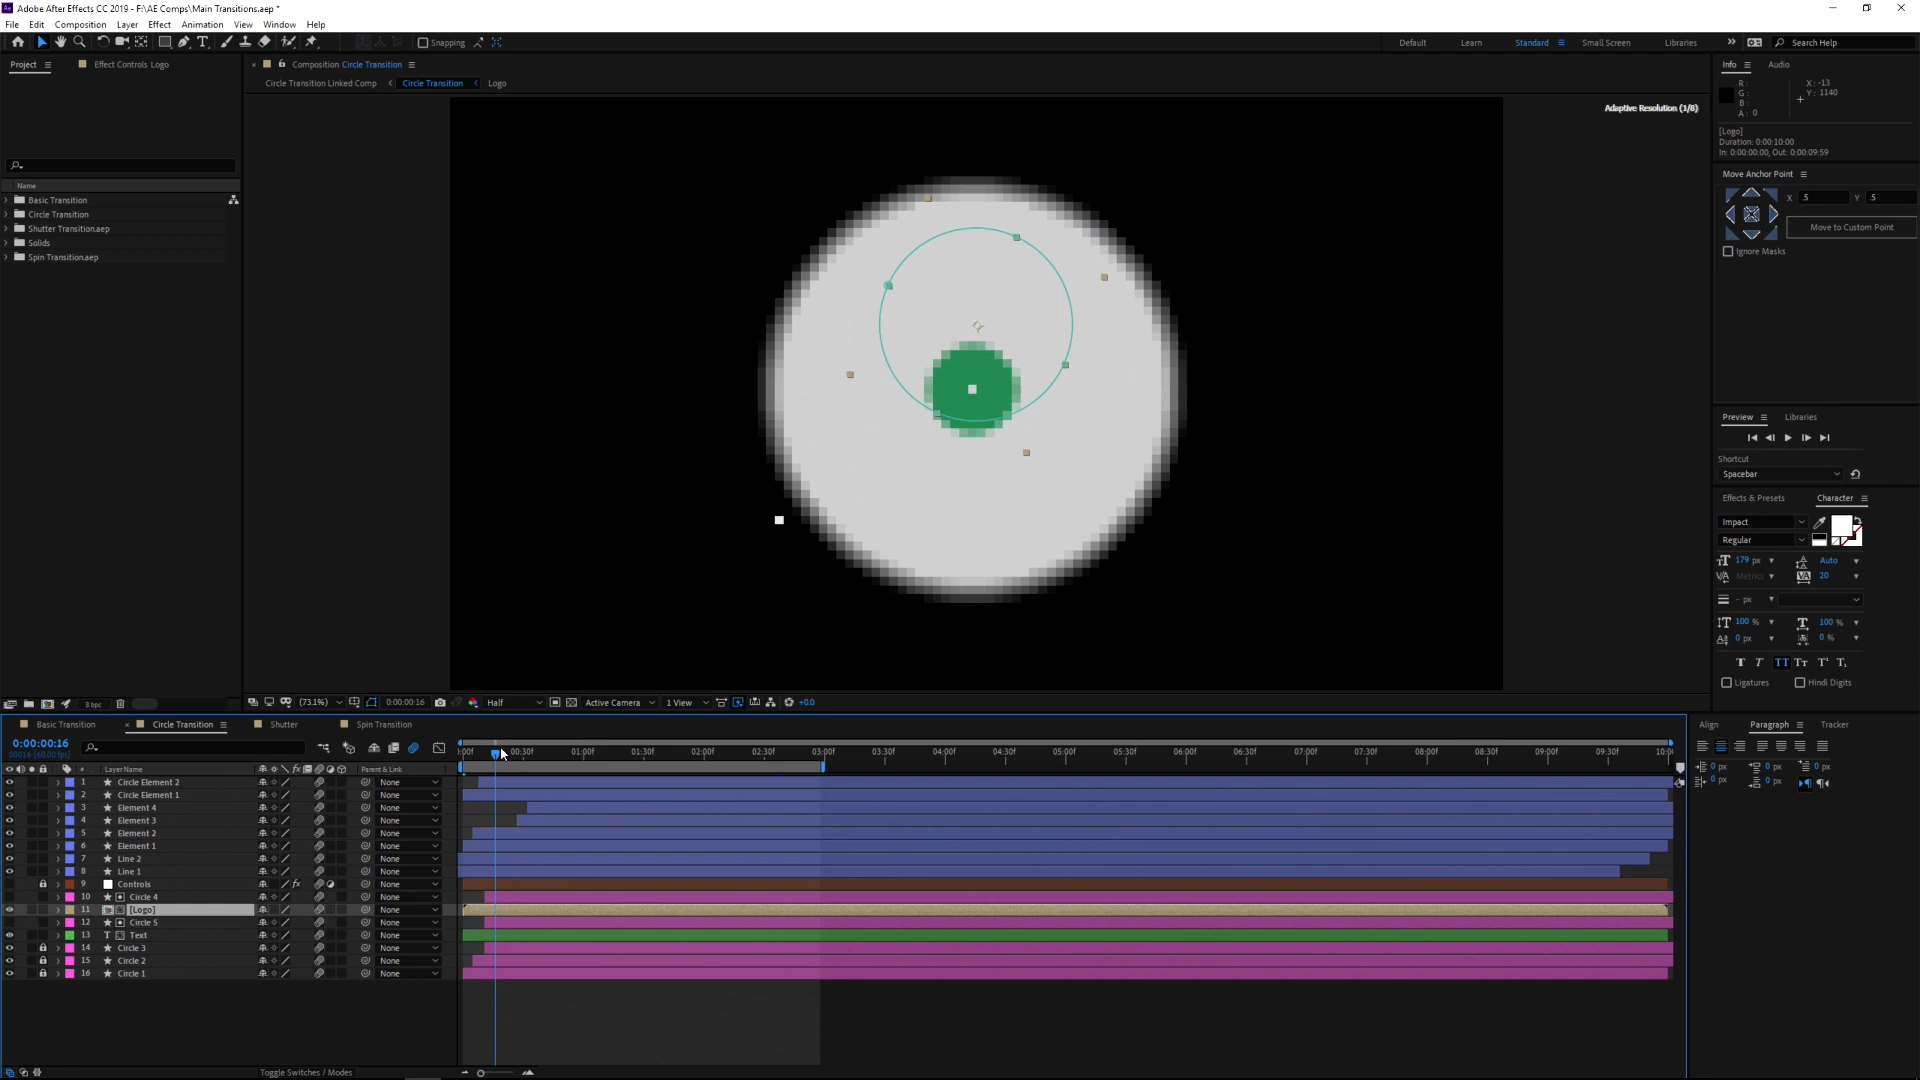 Adobe After Effects CC 2019 - F:\AE Comps\Main Transitions.aep *
File Edit Composition Layer Effect Animation View Window Help
Snapping Default Learn Standard Small Screen Libraries Search Help
Project Effect Controls Logo Composition Circle Transition Info Audio
Circle Transition Linked Comp Circle Transition Logo
Adaptive Resolution (1/8)
R:
G:
B:
A: 0
X: -13
Y: 1140
[Logo]
Duration: 0:00:10:00
In: 0:00:00:00, Out: 0:00:09:59
Move Anchor Point
X .5 Y .5
Move to Custom Point
Ignore Masks
Name
Basic Transition
Circle Transition
Shutter Transition.aep
Solids
Spin Transition.aep
Preview Libraries
Shortcut
Spacebar
Effects & Presets Character
Impact
Regular
179 px Auto
Metrics 20
- px
100 % 100 %
0 px 0 %
Ligatures Hindi Digits
8 bpc (73.1%) 0:00:00:16 Half Active Camera 1 View +0.0
Basic Transition Circle Transition Shutter Spin Transition
Align Paragraph Tracker
0:00:00:16
00016 (60.00 fps)
:00f 00:30f 01:00f 01:30f 02:00f 02:30f 03:00f 03:30f 04:00f 04:30f 05:00f 05:30f 06:00f 06:30f 07:00f 07:30f 08:00f 08:30f 09:00f 09:30f 10:0
# Layer Name Parent & Link
0 px 0 px 0 px
0 px 0 px
1 Circle Element 2 None
2 Circle Element 1 None
3 Element 4 None
4 Element 3 None
5 Element 2 None
6 Element 1 None
7 Line 2 None
8 Line 1 None
9 Controls fx None
10 Circle 4 None
11 [Logo] None
12 Circle 5 None
13 T Text None
14 Circle 3 None
15 Circle 2 None
16 Circle 1 None
Toggle Switches / Modes